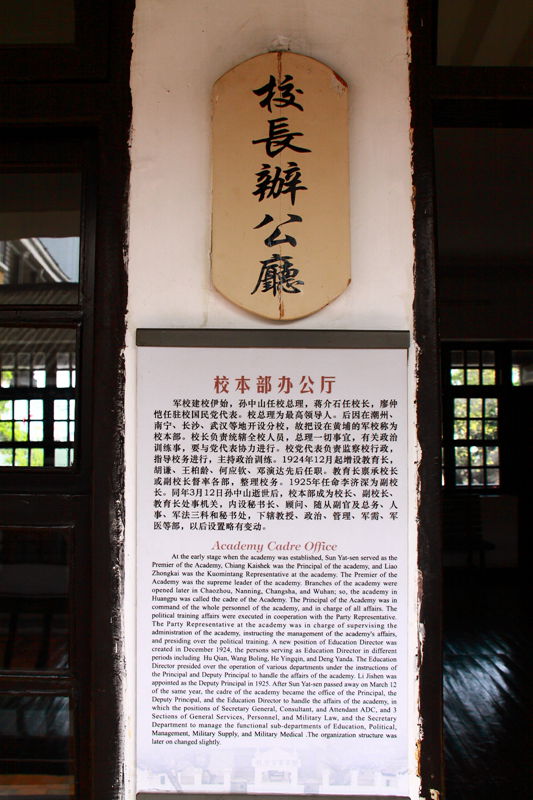 校長辦公廳
校本部办公厅
军校建校伊始，孙中山任校总理，蒋介石任校长，廖仲
恺任驻校国民党代表。校总理为最高领导人。后因在潮州、
南宁、长沙、武汉等地开设分校，故把设在黄埔的军校称为
校本部。校长负责统辖全校人员，总理一切事宜，有关政治
训练事，要与党代表协力进行。校党代表负责监察校行政，
指导校务进行，主持政治训练。1924年12月起增设教育长，
胡谦、王柏龄、何应钦、邓演达先后任职。教育长禀承校长
或副校长督率各部，整理校务。1925年任命李济深为副校
长。同年3月12日孙中山逝世后，校本部成为校长、副校长、
教育长处事机关，内设秘书长、顾问、随从副官及总务、人
事、军法三科和秘书处，下辖教授、政治、管理、军需、军
医等部，以后设置略有变动。
Academy Cadre Office
At the early stage when the academy was established, Sun Yat-sen served as the
Premier of the Academy, Chiang Kaishek was the Principal of the academy, and Liao
Zhongkai was the Kuomintang Representative at the academy. The Premier of the
Academy was the supreme leader of the academy. Branches of the academy were
opened later in Chaozhou, Nanning, Changsha, and Wuhan; so, the academy in
Huangpu was called the cadre of the Academy. The Principal of the Academy was in
command of the whole personnel of the academy, and in charge of all affairs. The
political training affairs were executed in cooperation with the Party Representative.
The Party Representative at the academy was in charge of supervising the
administration of the academy, instructing the management of the academy's affairs,
and presiding over the political training. A new position of Education Director was
created in December 1924, the persons serving as Education Director in different
periods including Hu Qian, Wang Boling, He Yingqin, and Deng Yanda. The Education
Director presided over the operation of various departments under the instructions of
the Principal and Deputy Principal to handle the affairs of the academy. Li Jishen was
appointed as the Deputy Principal in 1925. After Sun Yat-sen passed away on March 12
of the same year, the cadre of the academy became the office of the Principal, the
Deputy Principal, and the Education Director to handle the affairs of the academy, in
which the positions of Secretary General, Consultant, and Attendant ADC, and 3
Sections of General Services, Personnel, and Military Law, and the Secretary
Department to manage the functional sub-departments of Education, Political,
Management, Military Supply, and Military Medical .The organization structure was
later on changed slightly.